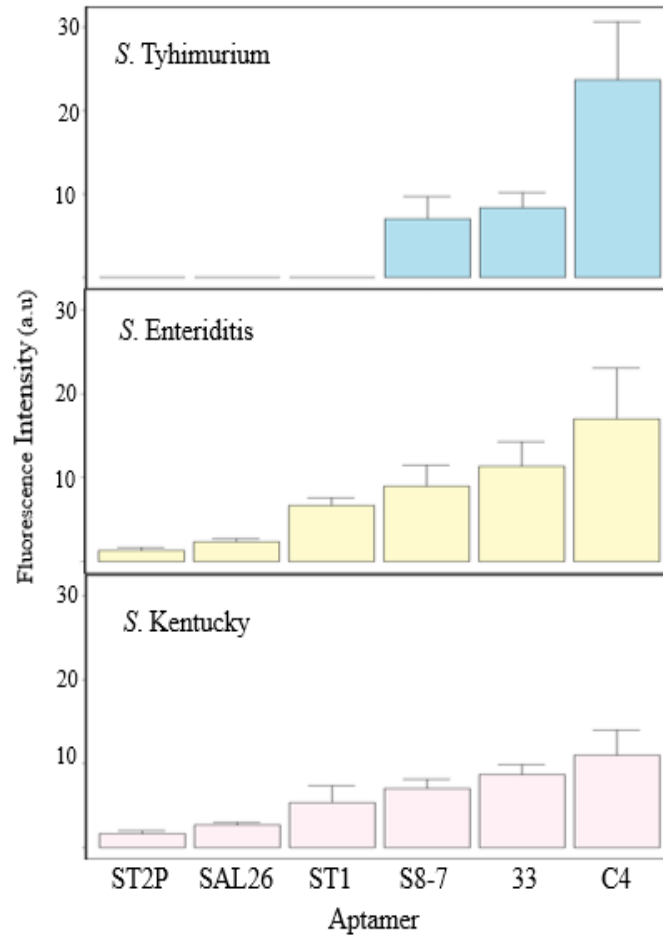 30
S. Tyhimurium
20
10
Fluorescence Intensity (a.u)
30
S. Enteriditis
20
10
30
S. Kentucky
20
10
ST2P SAL26 ST1 S8-7 33 C4
Aptamer